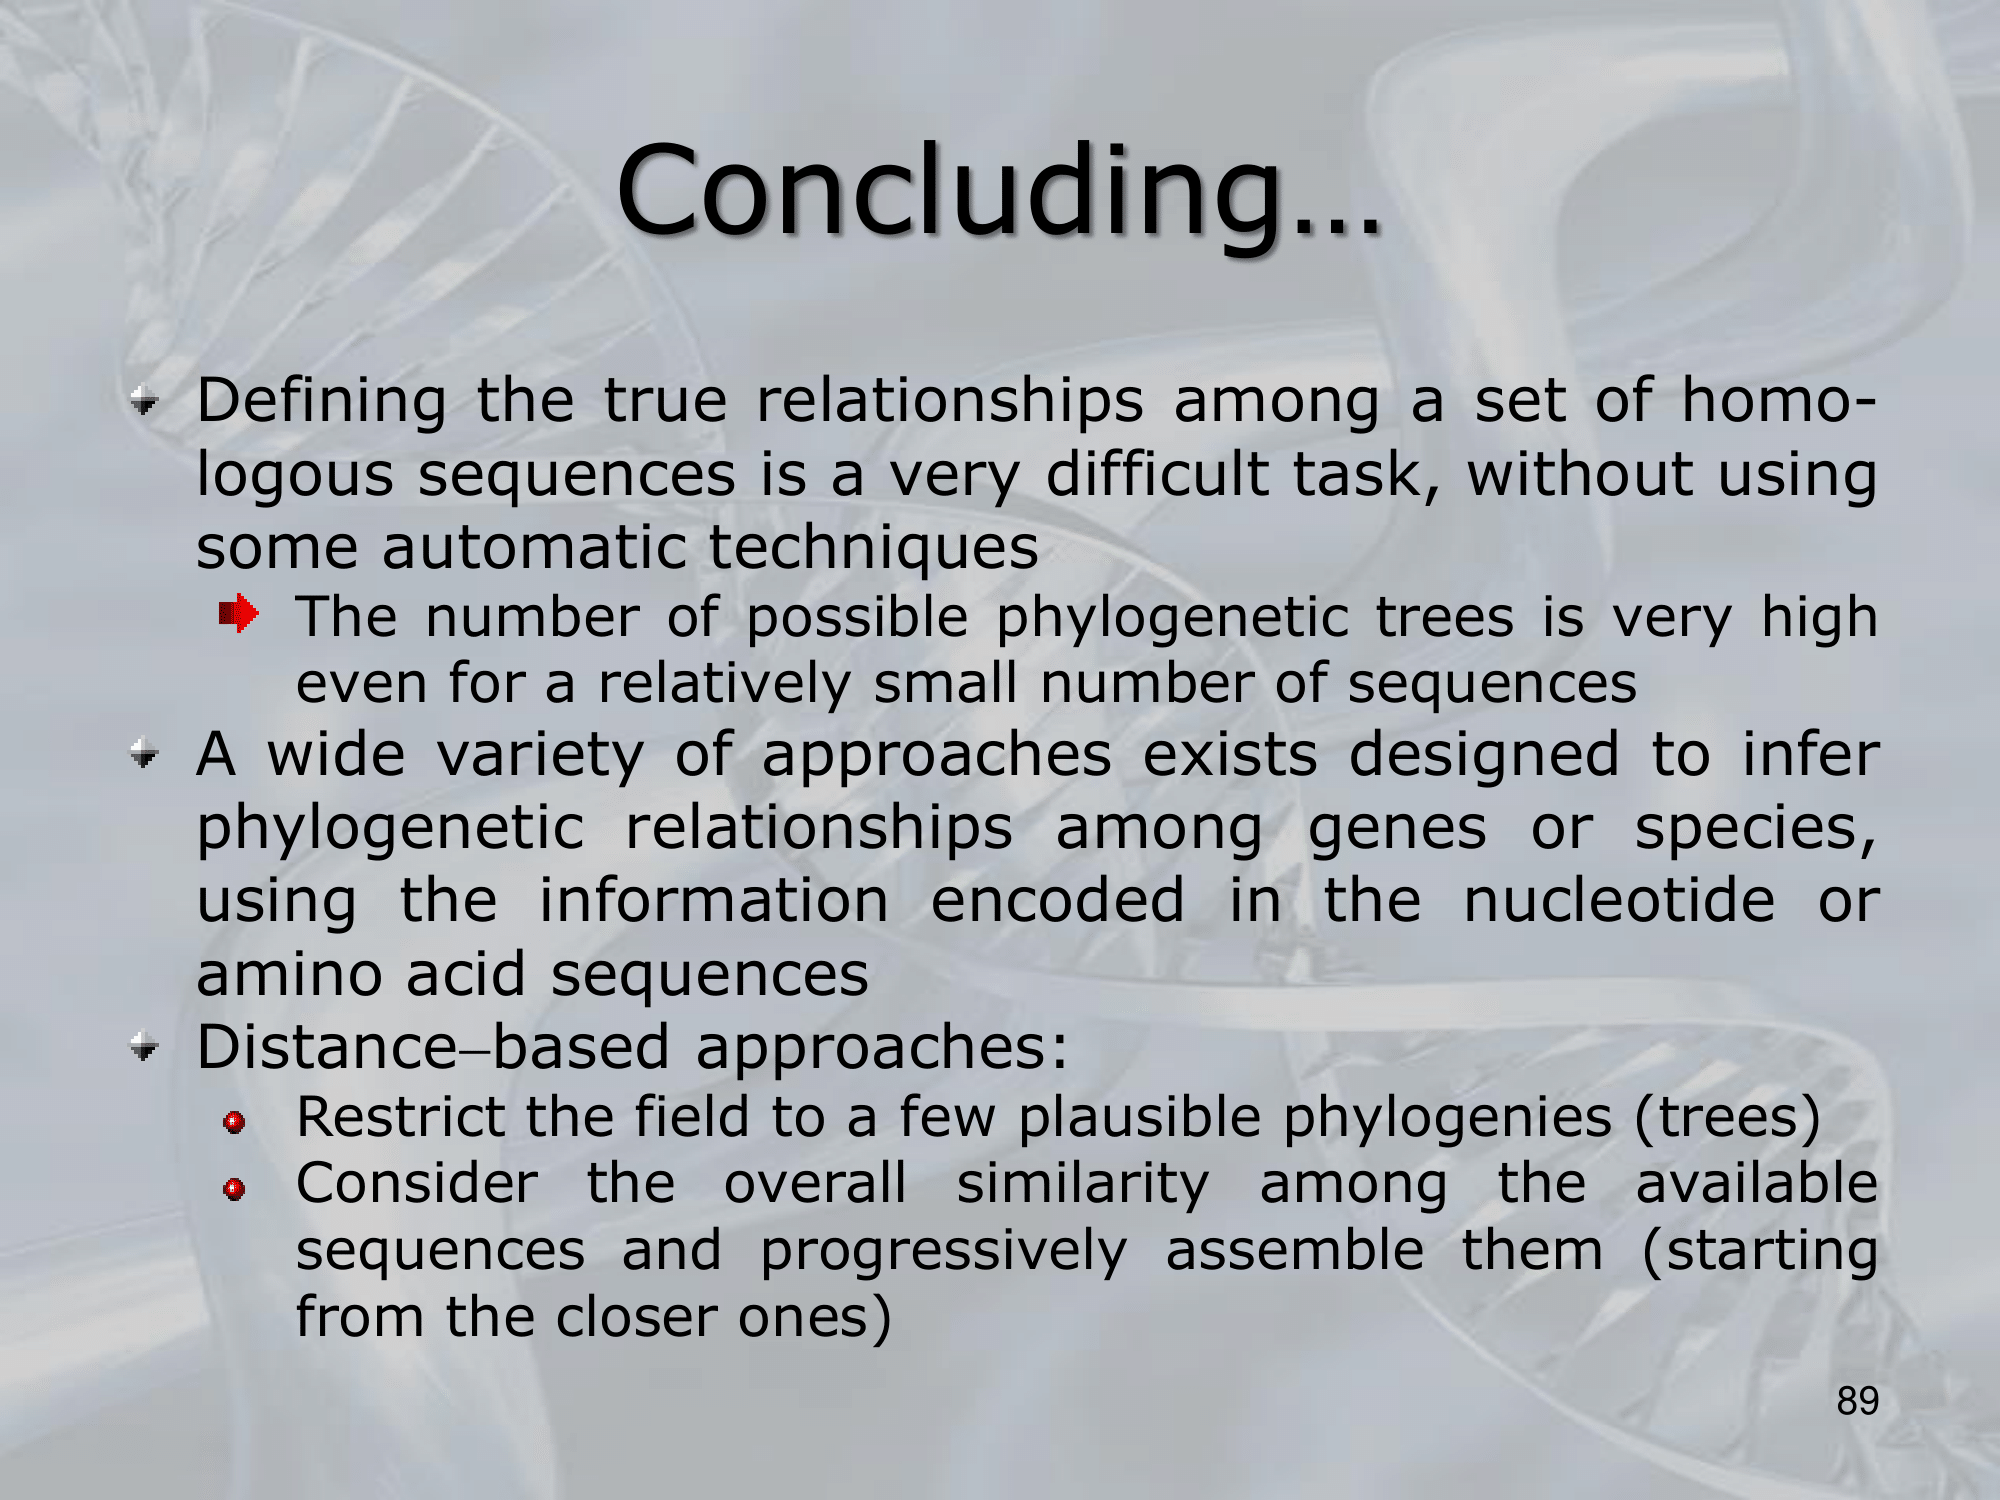 Concluding…
Defining the true relationships among a set of homo-
logous sequences is a very difficult task, without using
some automatic techniques
The number of possible phylogenetic trees is very high
even for a relatively small number of sequences
A wide variety of approaches exists designed to infer
phylogenetic relationships among genes or species,
using the information encoded in the nucleotide or
amino acid sequences
Distance–based approaches:
Restrict the field to a few plausible phylogenies (trees)
Consider the overall similarity among the available
sequences and progressively assemble them (starting
from the closer ones)
89